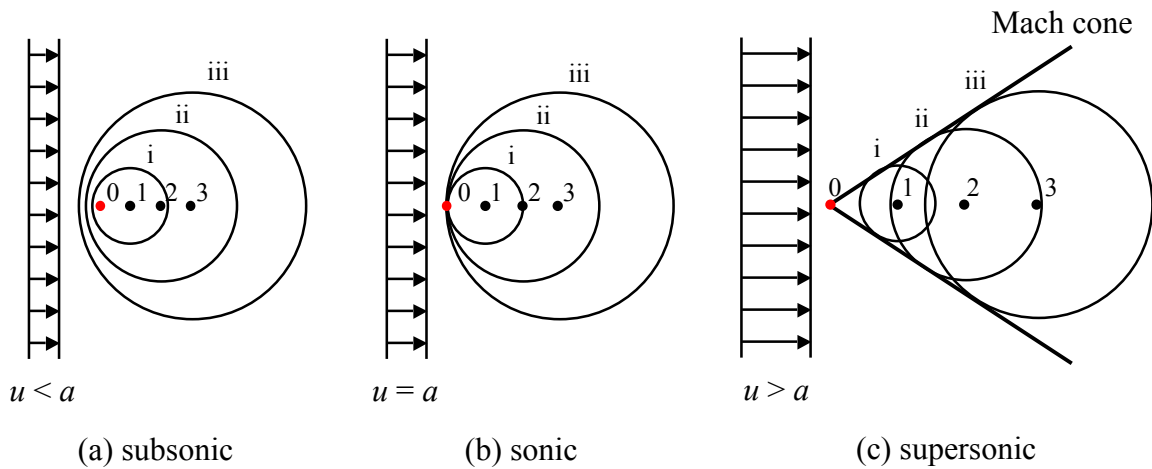 iii
ii
i
0 1 2 3
u < a
(a) subsonic
iii
ii
i
0 1 2 3
u = a
(b) sonic
Mach cone
iii
ii
i
0 1 2 3
u > a
(c) supersonic